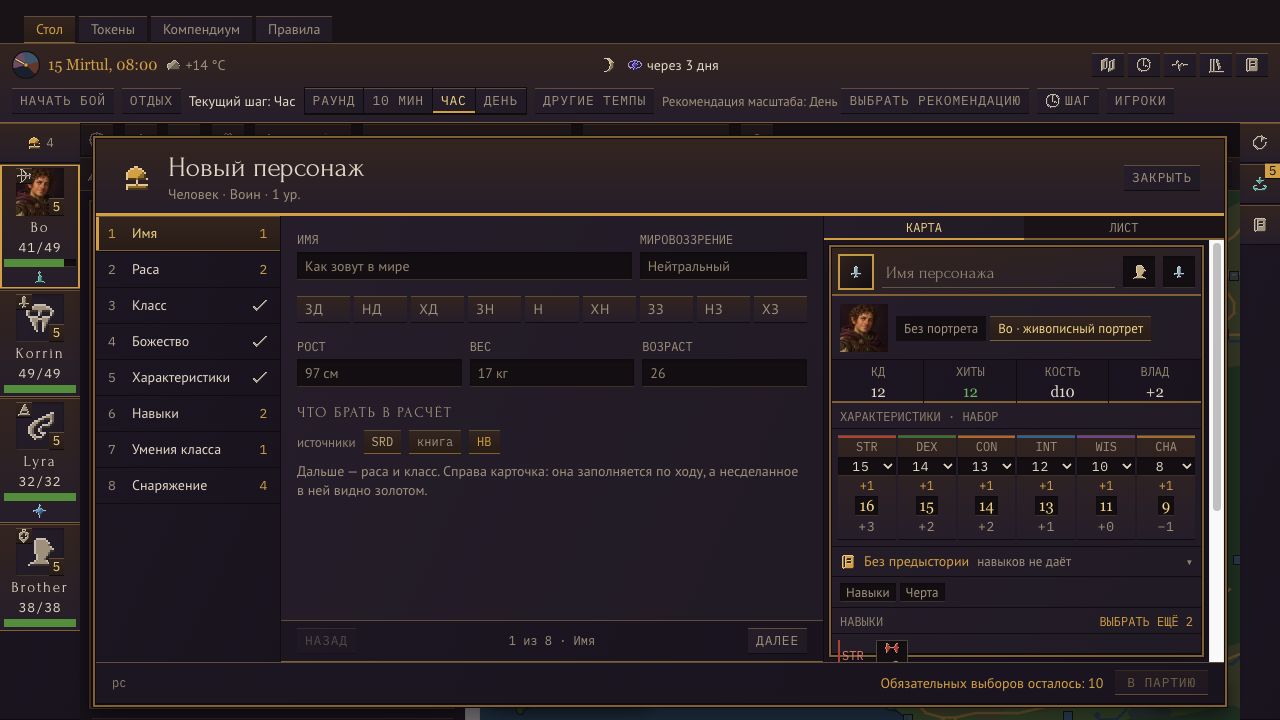 Стол Токены Компендиум Правила
15 Mirtul, 08:00 +14 °C через 3 дня
НАЧАТЬ БОЙ ОТДЫХ Текущий шаг: Час РАУНД 10 МИН ЧАС ДЕНЬ ДРУГИЕ ТЕМПЫ Рекомендация масштаба: День ВЫБРАТЬ РЕКОМЕНДАЦИЮ ШАГ ИГРОКИ
4
5
Во
41/49
5
Korrin
49/49
5
Lyra
32/32
5
Brother
38/38
5
Новый персонаж
Человек · Воин · 1 ур.
ЗАКРЫТЬ
1 Имя 1
2 Раса 2
3 Класс
4 Божество
5 Характеристики
6 Навыки 2
7 Умения класса 1
8 Снаряжение 4
ИМЯ МИРОВОЗЗРЕНИЕ
Как зовут в мире Нейтральный
ЗД НД ХД ЗН Н ХН ЗЗ НЗ ХЗ
РОСТ ВЕС ВОЗРАСТ
97 см 17 кг 26
ЧТО БРАТЬ В РАСЧЁТ
источники SRD книга HB
Дальше — раса и класс. Справа карточка: она заполняется по ходу, а несделанное
в ней видно золотом.
НАЗАД 1 из 8 · Имя ДАЛЕЕ
КАРТА ЛИСТ
Имя персонажа
Без портрета Во · живописный портрет
КД ХИТЫ КОСТЬ ВЛАД
12 12 d10 +2
ХАРАКТЕРИСТИКИ · НАБОР
STR DEX CON INT WIS CHA
15 14 13 12 10 8
+1 +1 +1 +1 +1 +1
16 15 14 13 11 9
+3 +2 +2 +1 +0 −1
Без предыстории навыков не даёт
Навыки Черта
НАВЫКИ ВЫБРАТЬ ЕЩЁ 2
STR
pc Обязательных выборов осталось: 10 В ПАРТИЮ